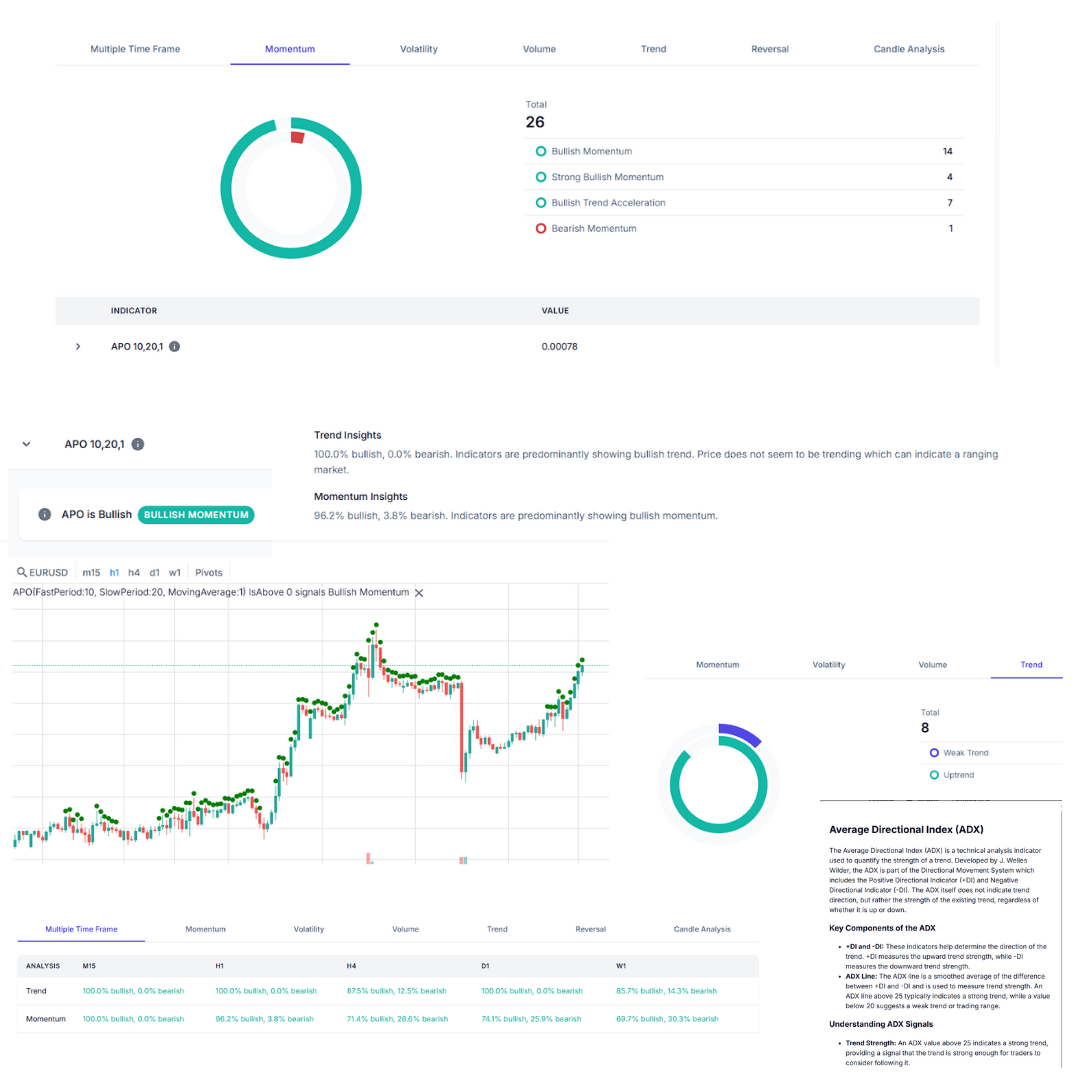 Multiple Time Frame Momentum Volatility Volume Trend Reversal Candle Analysis
Total
26
Bullish Momentum 14
Strong Bullish Momentum 4
Bullish Trend Acceleration 7
Bearish Momentum 1
INDICATOR VALUE
APO 10,20,1 0.00078
APO 10,20,1
APO is Bullish BULLISH MOMENTUM
Trend Insights
100.0% bullish, 0.0% bearish. Indicators are predominantly showing bullish trend. Price does not seem to be trending which can indicate a ranging
market.
Momentum Insights
96.2% bullish, 3.8% bearish. Indicators are predominantly showing bullish momentum.
EURUSD m15 h1 h4 d1 w1 Pivots
APO(FastPeriod:10, SlowPeriod:20, MovingAverage:1) IsAbove 0 signals Bullish Momentum
Momentum Volatility Volume Trend
Total
8
Weak Trend
Uptrend
Average Directional Index (ADX)
The Average Directional Index (ADX) is a technical analysis indicator
used to quantify the strength of a trend. Developed by J. Welles
Wilder, the ADX is part of the Directional Movement System which
includes the Positive Directional Indicator (+DI) and Negative
Directional Indicator (-DI). The ADX itself does not indicate trend
direction, but rather the strength of the existing trend, regardless of
whether it is up or down.
Key Components of the ADX
• +DI and -DI: These indicators help determine the direction of the
trend. +DI measures the upward trend strength, while -DI
measures the downward trend strength.
• ADX Line: The ADX line is a smoothed average of the difference
between +DI and -DI and is used to measure trend strength. An
ADX line above 25 typically indicates a strong trend, while a value
below 20 suggests a weak trend or trading range.
Understanding ADX Signals
• Trend Strength: An ADX value above 25 indicates a strong trend,
providing a signal that the trend is strong enough for traders to
consider following it.
Multiple Time Frame Momentum Volatility Volume Trend Reversal Candle Analysis
ANALYSIS M15 H1 H4 D1 W1
Trend 100.0% bullish, 0.0% bearish 100.0% bullish, 0.0% bearish 87.5% bullish, 12.5% bearish 100.0% bullish, 0.0% bearish 85.7% bullish, 14.3% bearish
Momentum 100.0% bullish, 0.0% bearish 96.2% bullish, 3.8% bearish 71.4% bullish, 28.6% bearish 74.1% bullish, 25.9% bearish 69.7% bullish, 30.3% bearish